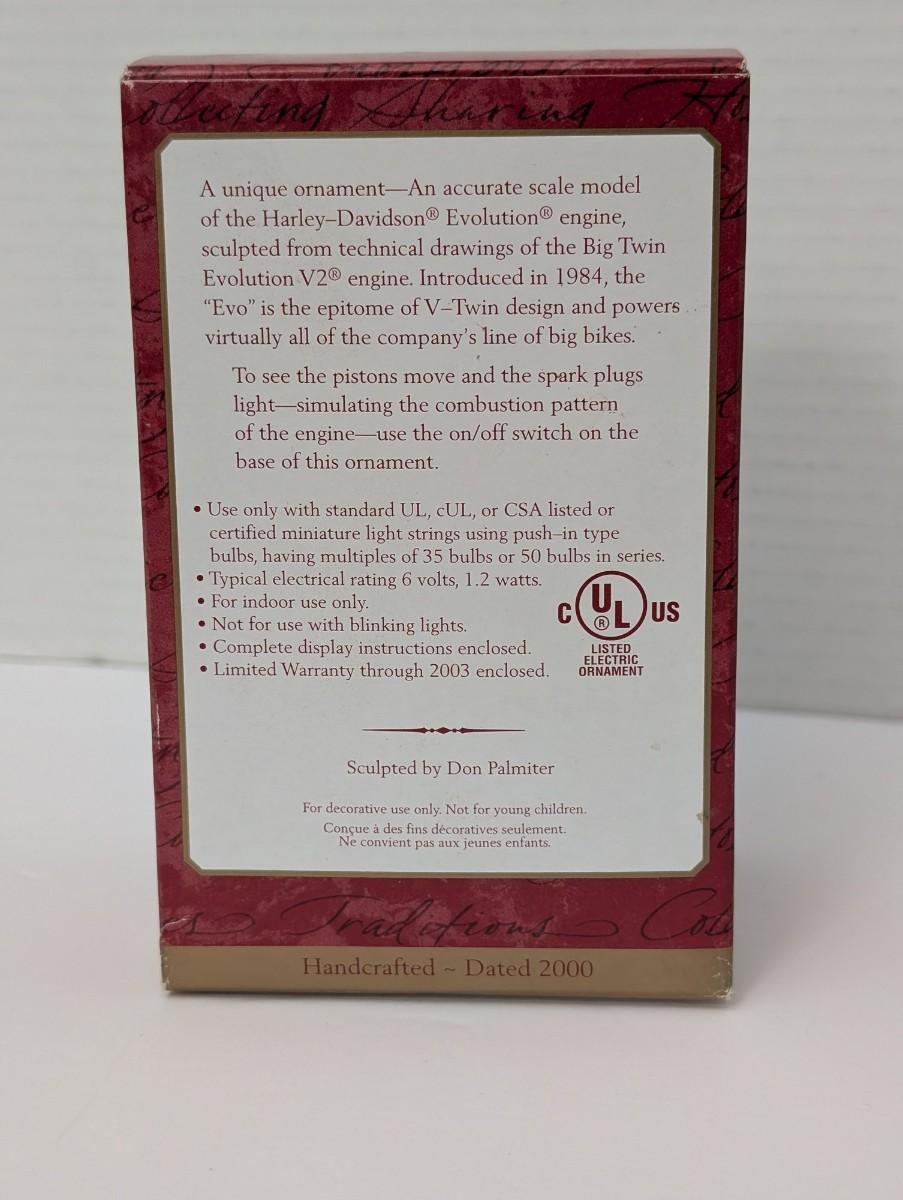 Collecting Sharing Ho
A unique ornament—An accurate scale model
of the Harley–Davidson® Evolution® engine,
sculpted from technical drawings of the Big Twin
Evolution V2® engine. Introduced in 1984, the
“Evo” is the epitome of V–Twin design and powers
virtually all of the company’s line of big bikes.
To see the pistons move and the spark plugs
light—simulating the combustion pattern
of the engine—use the on/off switch on the
base of this ornament.
• Use only with standard UL, cUL, or CSA listed or
certified miniature light strings using push–in type
bulbs, having multiples of 35 bulbs or 50 bulbs in series.
• Typical electrical rating 6 volts, 1.2 watts.
• For indoor use only.
• Not for use with blinking lights.
• Complete display instructions enclosed.
• Limited Warranty through 2003 enclosed.
C UL® US
LISTED
ELECTRIC
ORNAMENT
Sculpted by Don Palmiter
For decorative use only. Not for young children.
Conçue à des fins décoratives seulement.
Ne convient pas aux jeunes enfants.
es Traditions Coll
Handcrafted ~ Dated 2000